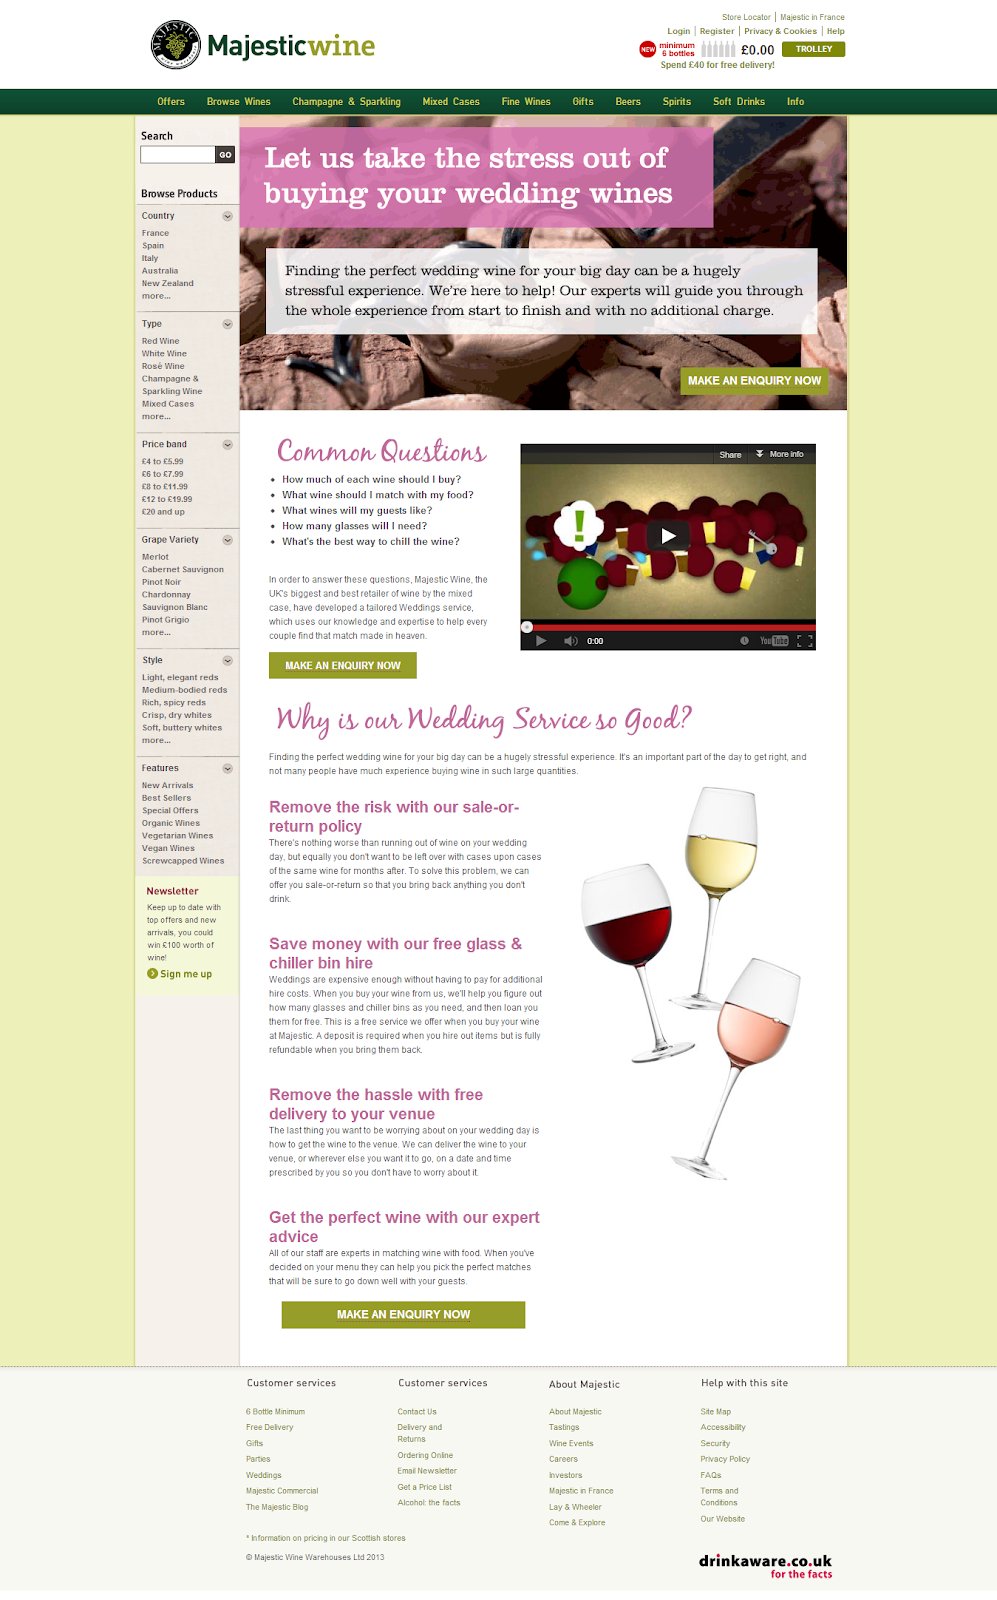 Store Locator | Majestic in France
MAJESTIC
Majesticwine
Login | Register | Privacy & Cookies | Help
NEW minimum 6 bottles £0.00 TROLLEY
Spend £40 for free delivery!
Offers Browse Wines Champagne & Sparkling Mixed Cases Fine Wines Gifts Beers Spirits Soft Drinks Info
Search
GO
Browse Products
Country
France
Spain
Italy
Australia
New Zealand
more...
Type
Red Wine
White Wine
Rosé Wine
Champagne &
Sparkling Wine
Mixed Cases
more...
Price band
£4 to £5.99
£6 to £7.99
£8 to £11.99
£12 to £19.99
£20 and up
Grape Variety
Merlot
Cabernet Sauvignon
Pinot Noir
Chardonnay
Sauvignon Blanc
Pinot Grigio
more...
Style
Light, elegant reds
Medium-bodied reds
Rich, spicy reds
Crisp, dry whites
Soft, buttery whites
more...
Features
New Arrivals
Best Sellers
Special Offers
Organic Wines
Vegetarian Wines
Vegan Wines
Screwcapped Wines
Newsletter
Keep up to date with
top offers and new
arrivals, you could
win £100 worth of
wine!
Sign me up
Let us take the stress out of
buying your wedding wines
Finding the perfect wedding wine for your big day can be a hugely
stressful experience. We're here to help! Our experts will guide you through
the whole experience from start to finish and with no additional charge.
MAKE AN ENQUIRY NOW
Common Questions
• How much of each wine should I buy?
• What wine should I match with my food?
• What wines will my guests like?
• How many glasses will I need?
• What's the best way to chill the wine?
In order to answer these questions, Majestic Wine, the
UK's biggest and best retailer of wine by the mixed
case, have developed a tailored Weddings service,
which uses our knowledge and expertise to help every
couple find that match made in heaven.
MAKE AN ENQUIRY NOW
Share More info
!
0:00 YouTube
Why is our Wedding Service so Good?
Finding the perfect wedding wine for your big day can be a hugely stressful experience. It's an important part of the day to get right, and
not many people have much experience buying wine in such large quantities.
Remove the risk with our sale-or-
return policy
There's nothing worse than running out of wine on your wedding
day, but equally you don't want to be left over with cases upon cases
of the same wine for months after. To solve this problem, we can
offer you sale-or-return so that you bring back anything you don't
drink.
Save money with our free glass &
chiller bin hire
Weddings are expensive enough without having to pay for additional
hire costs. When you buy your wine from us, we'll help you figure out
how many glasses and chiller bins as you need, and then loan you
them for free. This is a free service we offer when you buy your wine
at Majestic. A deposit is required when you hire out items but is fully
refundable when you bring them back.
Remove the hassle with free
delivery to your venue
The last thing you want to be worrying about on your wedding day is
how to get the wine to the venue. We can deliver the wine to your
venue, or wherever else you want it to go, on a date and time
prescribed by you so you don't have to worry about it.
Get the perfect wine with our expert
advice
All of our staff are experts in matching wine with food. When you've
decided on your menu they can help you pick the perfect matches
that will be sure to go down well with your guests.
MAKE AN ENQUIRY NOW
Customer services
6 Bottle Minimum
Free Delivery
Gifts
Parties
Weddings
Majestic Commercial
The Majestic Blog
Customer services
Contact Us
Delivery and
Returns
Ordering Online
Email Newsletter
Get a Price List
Alcohol: the facts
About Majestic
About Majestic
Tastings
Wine Events
Careers
Investors
Majestic in France
Lay & Wheeler
Come & Explore
Help with this site
Site Map
Accessibility
Security
Privacy Policy
FAQs
Terms and
Conditions
Our Website
* Information on pricing in our Scottish stores
© Majestic Wine Warehouses Ltd 2013
drinkaware.co.uk
for the facts